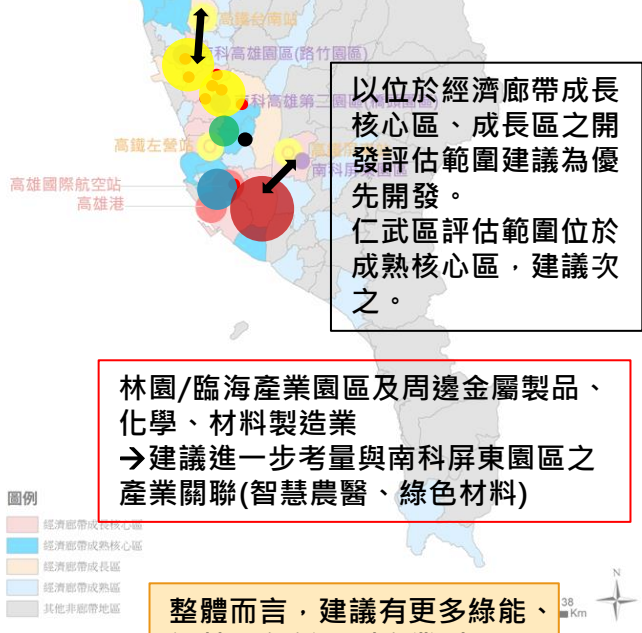 高鐵台南站
南科高雄園區(路竹園區)
南科高雄第二園區(橋頭園區)
以位於經濟廊帶成長
核心區、成長區之開
發評估範圍建議為優
先開發。
仁武區評估範圍位於
成熟核心區，建議次
之。
高鐵左營站
南科屏東園區
高雄國際航空站
高雄港
林園/臨海產業園區及周邊金屬製品、
化學、材料製造業
→建議進一步考量與南科屏東園區之
產業關聯(智慧農醫、綠色材料)
圖例
經濟廊帶成長核心區
經濟廊帶成熟核心區
經濟廊帶成長區
經濟廊帶成熟區
其他非廊帶地區
整體而言，建議有更多綠能、
38
Km
N